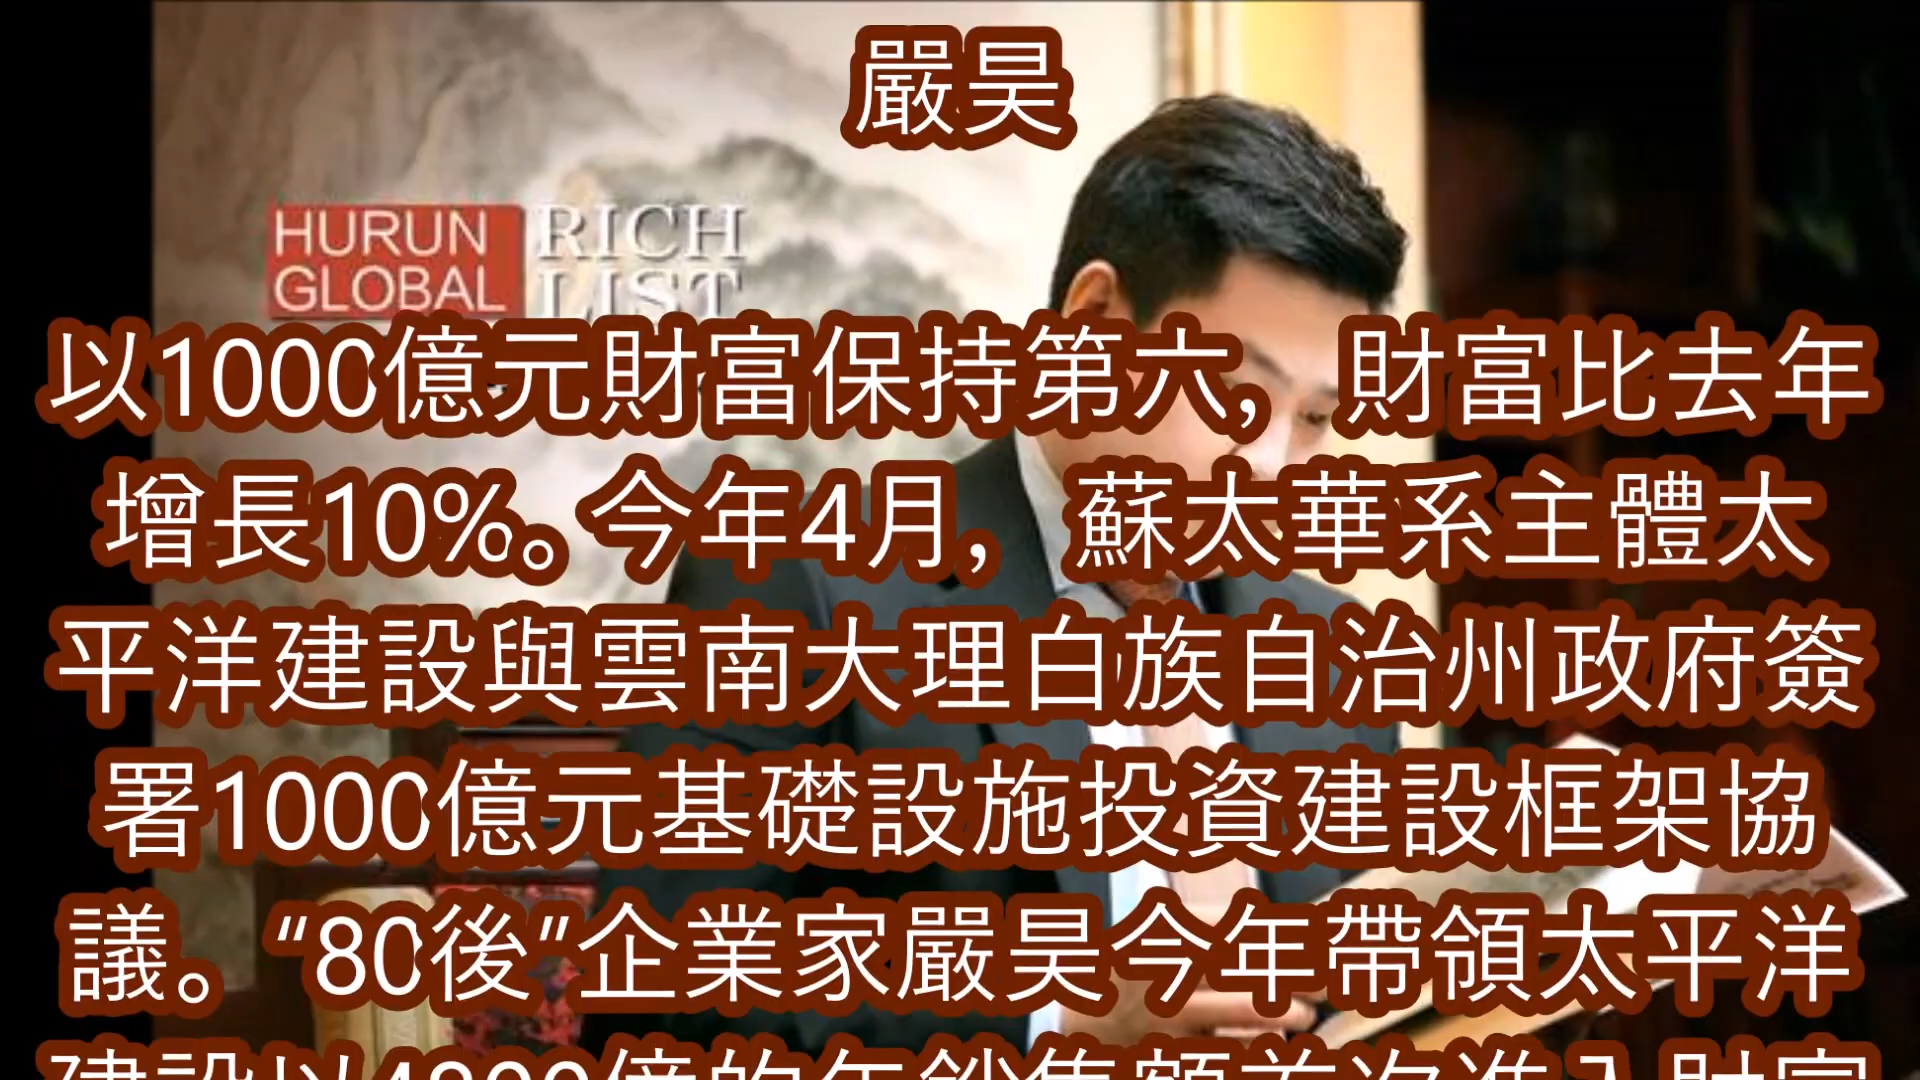 嚴昊
HURUN RICH
GLOBAL LIST
以1000億元財富保持第六，財富比去年
增長10%。今年4月，蘇太華系主體太
平洋建設與雲南大理白族自治州政府簽
署1000億元基礎設施投資建設框架協
議。“80後”企業家嚴昊今年帶領太平洋